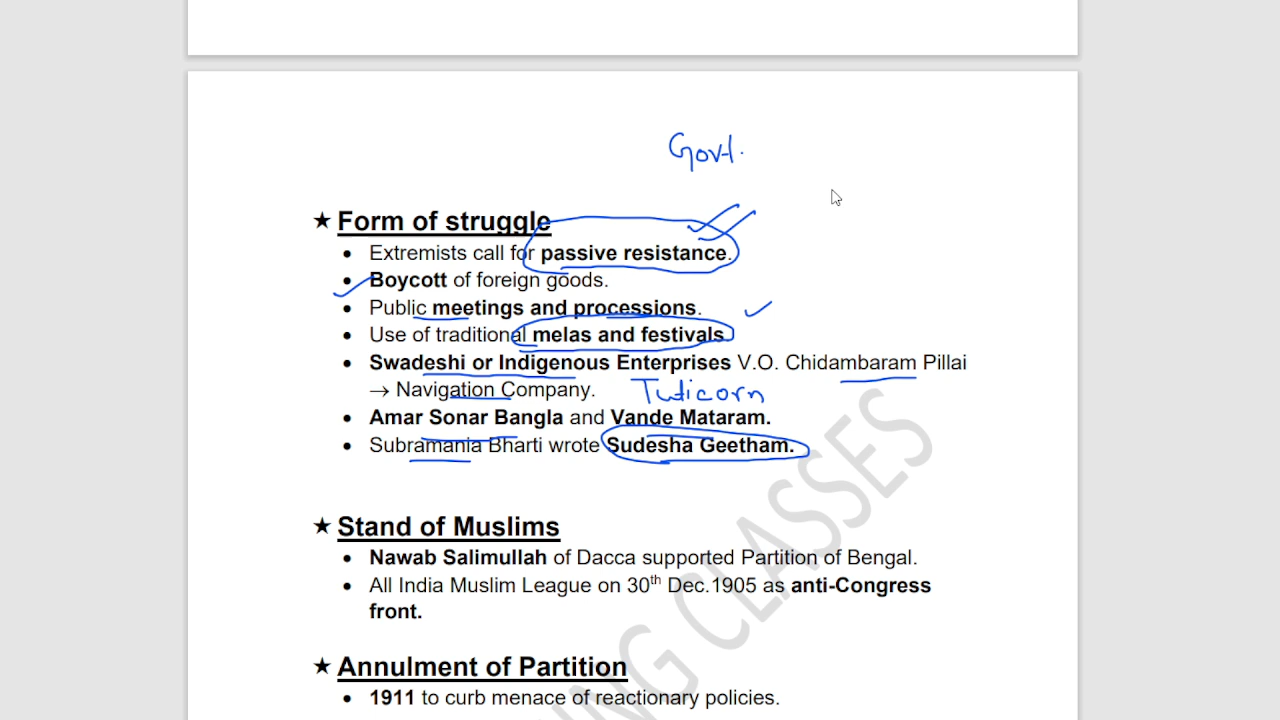 Govt.
★ Form of struggle
• Extremists call for passive resistance.
• Boycott of foreign goods.
• Public meetings and processions.
• Use of traditional melas and festivals.
• Swadeshi or Indigenous Enterprises V.O. Chidambaram Pillai
→ Navigation Company. Tuticorn
• Amar Sonar Bangla and Vande Mataram.
• Subramania Bharti wrote Sudesha Geetham.
★ Stand of Muslims
• Nawab Salimullah of Dacca supported Partition of Bengal.
• All India Muslim League on 30th Dec.1905 as anti-Congress
front.
★ Annulment of Partition
• 1911 to curb menace of reactionary policies.
CLASSES